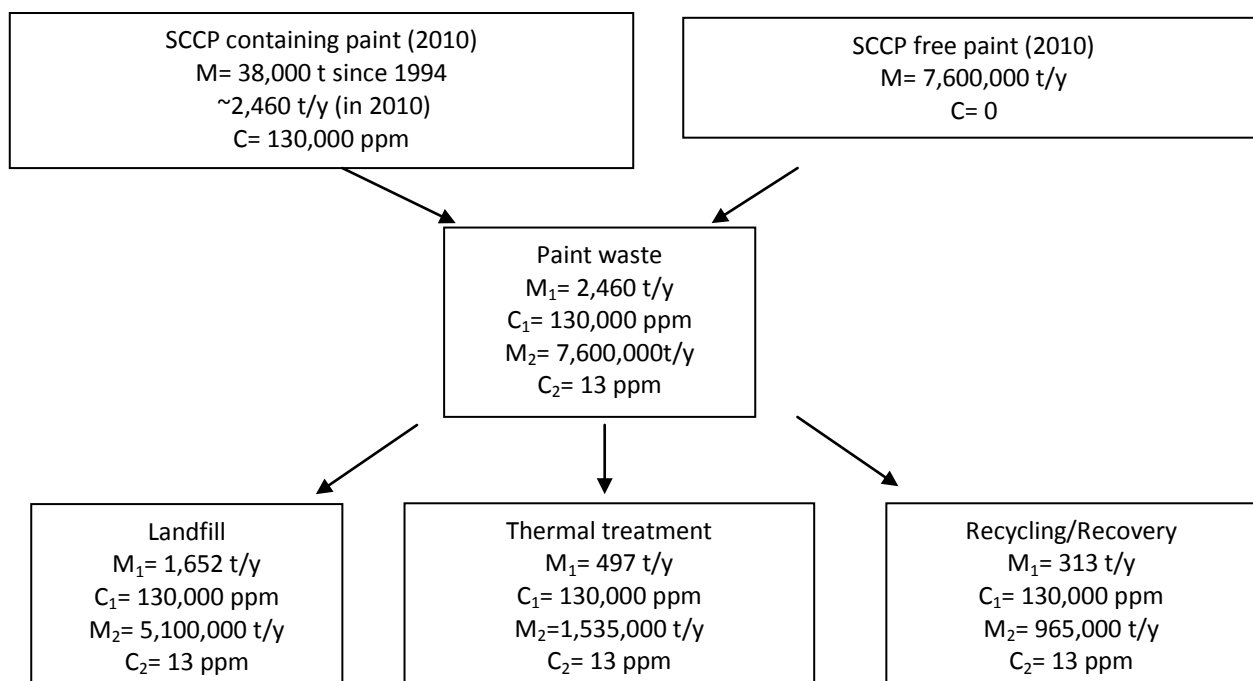 SCCP containing paint (2010)
M= 38,000 t since 1994
~2,460 t/y (in 2010)
C= 130,000 ppm
SCCP free paint (2010)
M= 7,600,000 t/y
C= 0
Paint waste
M₁= 2,460 t/y
C₁= 130,000 ppm
M₂= 7,600,000t/y
C₂= 13 ppm
Landfill
M₁= 1,652 t/y
C₁= 130,000 ppm
M₂= 5,100,000 t/y
C₂= 13 ppm
Thermal treatment
M₁= 497 t/y
C₁= 130,000 ppm
M₂=1,535,000 t/y
C₂= 13 ppm
Recycling/Recovery
M₁= 313 t/y
C₁= 130,000 ppm
M₂= 965,000 t/y
C₂= 13 ppm